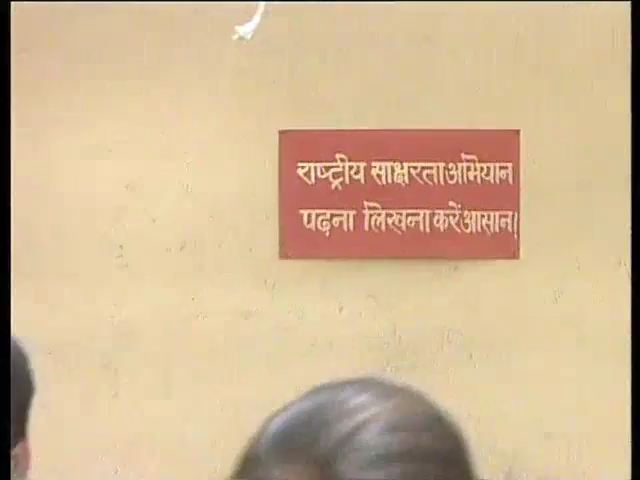 राष्ट्रीय साक्षरता अभियान
पढ़ना लिखना करें आसान!